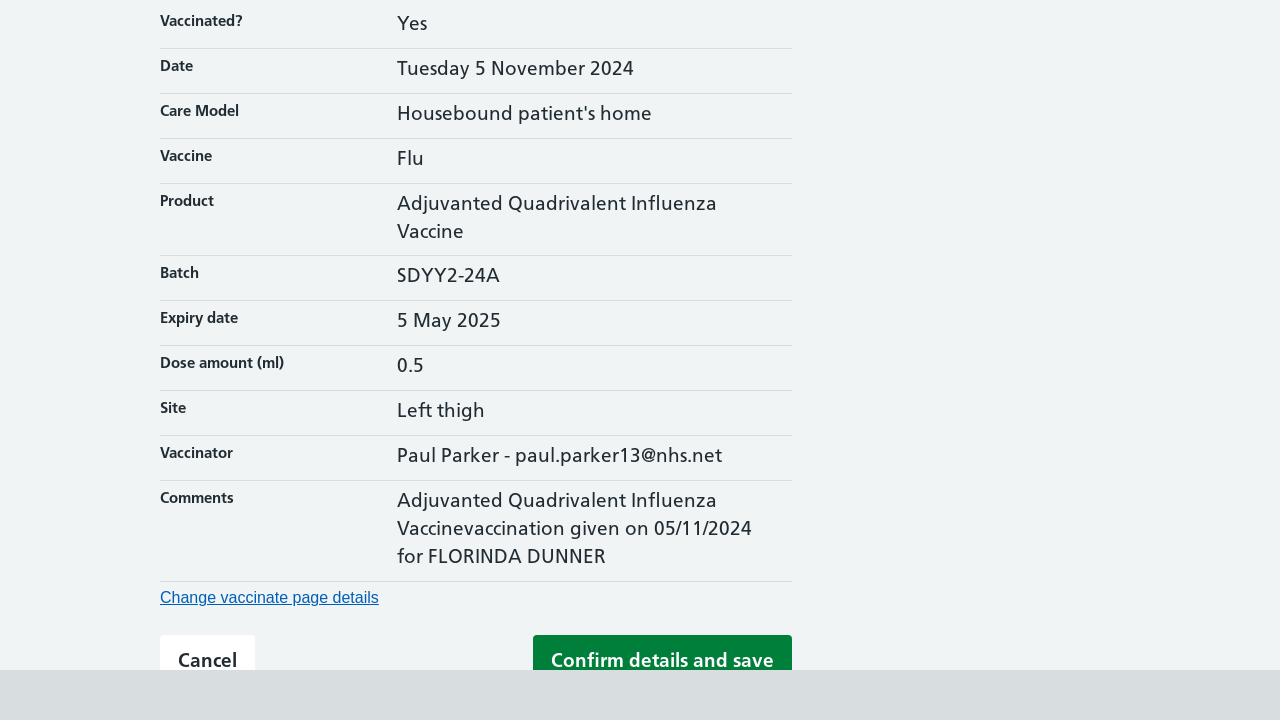 Vaccinated? Yes
Date Tuesday 5 November 2024
Care Model Housebound patient's home
Vaccine Flu
Product Adjuvanted Quadrivalent Influenza
Vaccine
Batch SDYY2-24A
Expiry date 5 May 2025
Dose amount (ml) 0.5
Site Left thigh
Vaccinator Paul Parker - paul.parker13@nhs.net
Comments Adjuvanted Quadrivalent Influenza
Vaccinevaccination given on 05/11/2024
for FLORINDA DUNNER
Change vaccinate page details
Cancel Confirm details and save